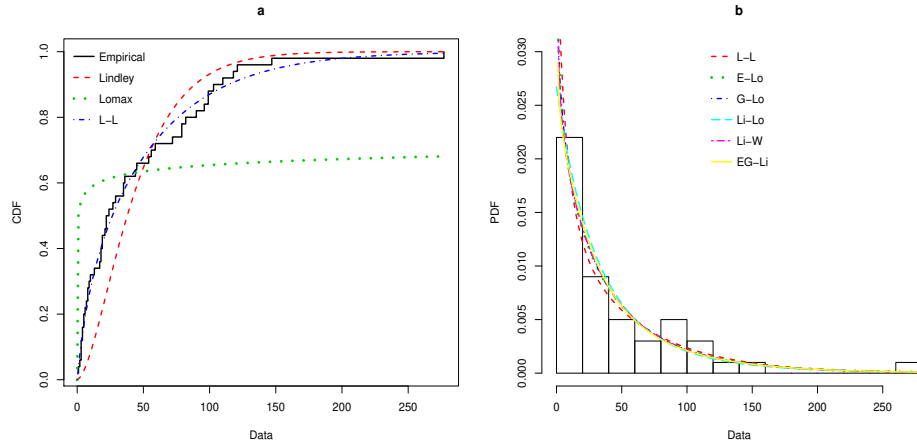 a
CDF
0.0 0.2 0.4 0.6 0.8 1.0
Empirical
Lindley
Lomax
L−L
0 50 100 150 200 250
Data
b
PDF
0.000 0.005 0.010 0.015 0.020 0.025 0.030
L−L
E−Lo
G−Lo
Li−Lo
Li−W
EG−Li
0 50 100 150 200 250
Data